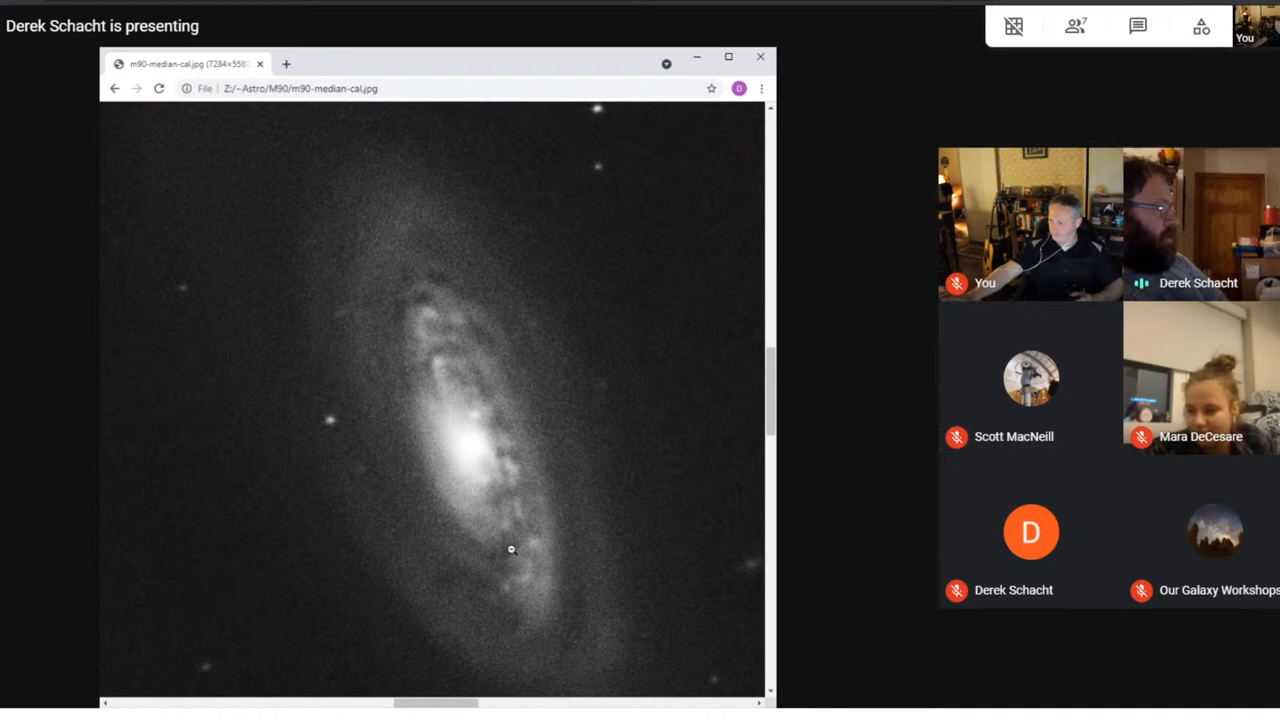 Derek Schacht is presenting
7
You
m90-median-cal.jpg (7284×558
File Z:/~Astro/M90/m90-median-cal.jpg
D
You
Derek Schacht
Scott MacNeill
Mara DeCesare
D
Derek Schacht
Our Galaxy Workshops